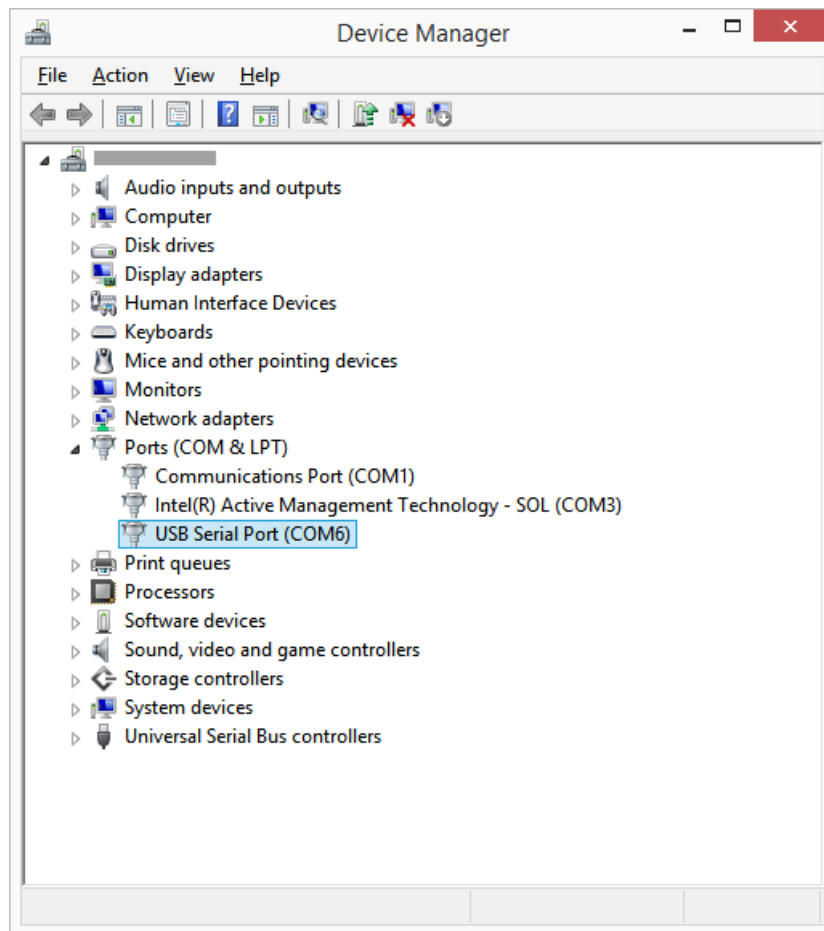 Device Manager
File Action View Help
Audio inputs and outputs
Computer
Disk drives
Display adapters
Human Interface Devices
Keyboards
Mice and other pointing devices
Monitors
Network adapters
Ports (COM & LPT)
Communications Port (COM1)
Intel(R) Active Management Technology - SOL (COM3)
USB Serial Port (COM6)
Print queues
Processors
Software devices
Sound, video and game controllers
Storage controllers
System devices
Universal Serial Bus controllers